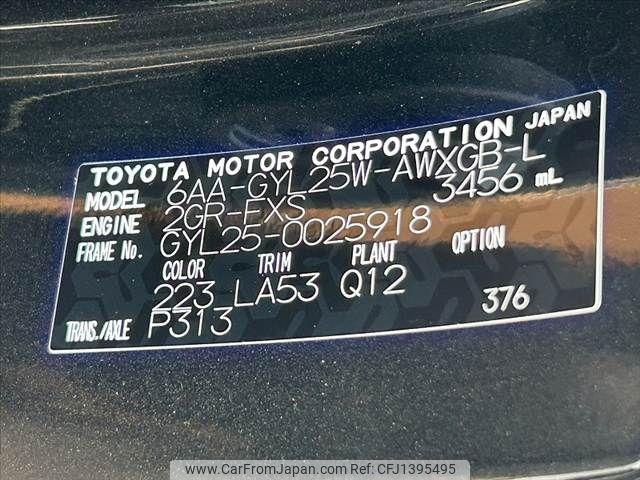 TOYOTA MOTOR CORPORATION JAPAN
MODEL 6AA-GYL25W-AWXGB-L
ENGINE 2GR-FXS 3456 mL
FRAME No. GYL25-0025918
COLOR TRIM PLANT OPTION
223 LA53 Q12
TRANS./AXLE P313 376
www.CarFromJapan.com Ref No. CFJ1395495